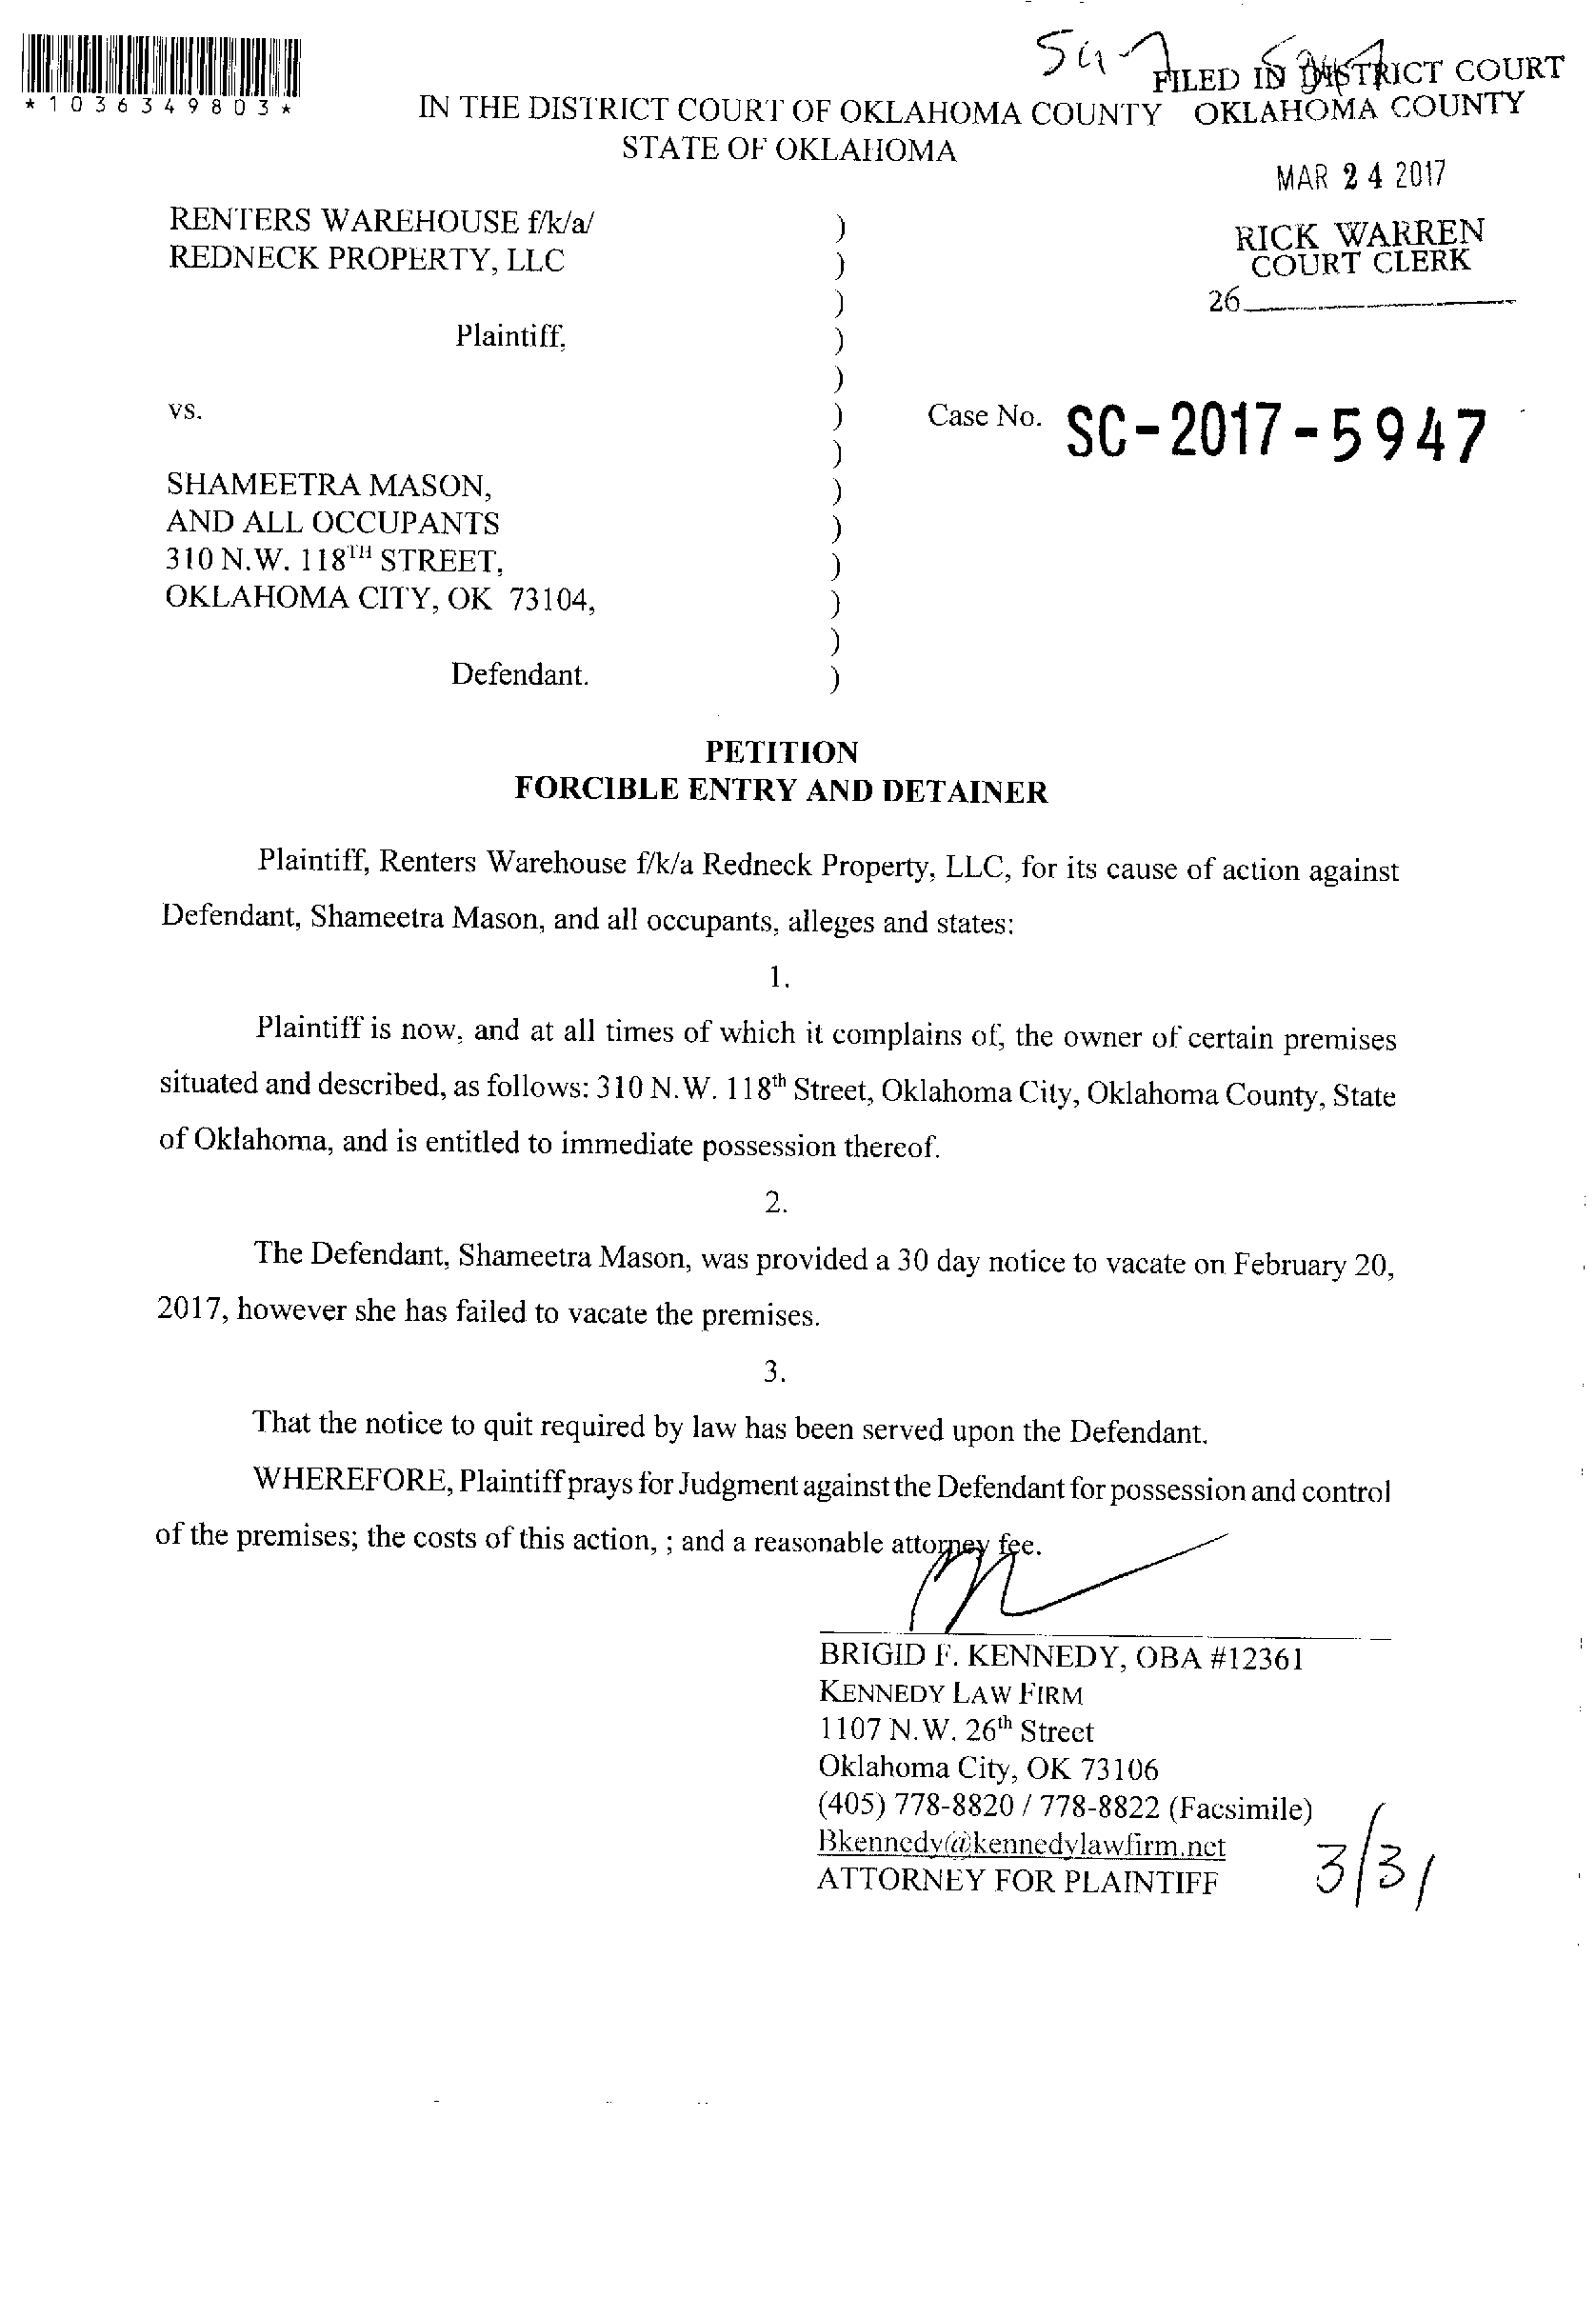 *1036349803*
FILED IN DISTRICT COURT
OKLAHOMA COUNTY
IN THE DISTRICT COURT OF OKLAHOMA COUNTY
STATE OF OKLAHOMA
MAR 24 2017
RICK WARREN
COURT CLERK
26
RENTERS WAREHOUSE f/k/a/
REDNECK PROPERTY, LLC
Plaintiff,
vs.
Case No. SC-2017-5947
SHAMEETRA MASON,
AND ALL OCCUPANTS
310 N.W. 118TH STREET,
OKLAHOMA CITY, OK 73104,
Defendant.
)
)
)
)
)
)
)
)
)
)
)
)
)
PETITION
FORCIBLE ENTRY AND DETAINER
Plaintiff, Renters Warehouse f/k/a Redneck Property, LLC, for its cause of action against
Defendant, Shameetra Mason, and all occupants, alleges and states:
1.
Plaintiff is now, and at all times of which it complains of, the owner of certain premises
situated and described, as follows: 310 N.W. 118th Street, Oklahoma City, Oklahoma County, State
of Oklahoma, and is entitled to immediate possession thereof.
2.
The Defendant, Shameetra Mason, was provided a 30 day notice to vacate on February 20,
2017, however she has failed to vacate the premises.
3.
That the notice to quit required by law has been served upon the Defendant.
WHEREFORE, Plaintiff prays for Judgment against the Defendant for possession and control
of the premises; the costs of this action, ; and a reasonable attorney fee.
BRIGID F. KENNEDY, OBA #12361
KENNEDY LAW FIRM
1107 N.W. 26th Street
Oklahoma City, OK 73106
(405) 778-8820 / 778-8822 (Facsimile)
Bkennedy@kennedylawfirm.net
ATTORNEY FOR PLAINTIFF
3/31